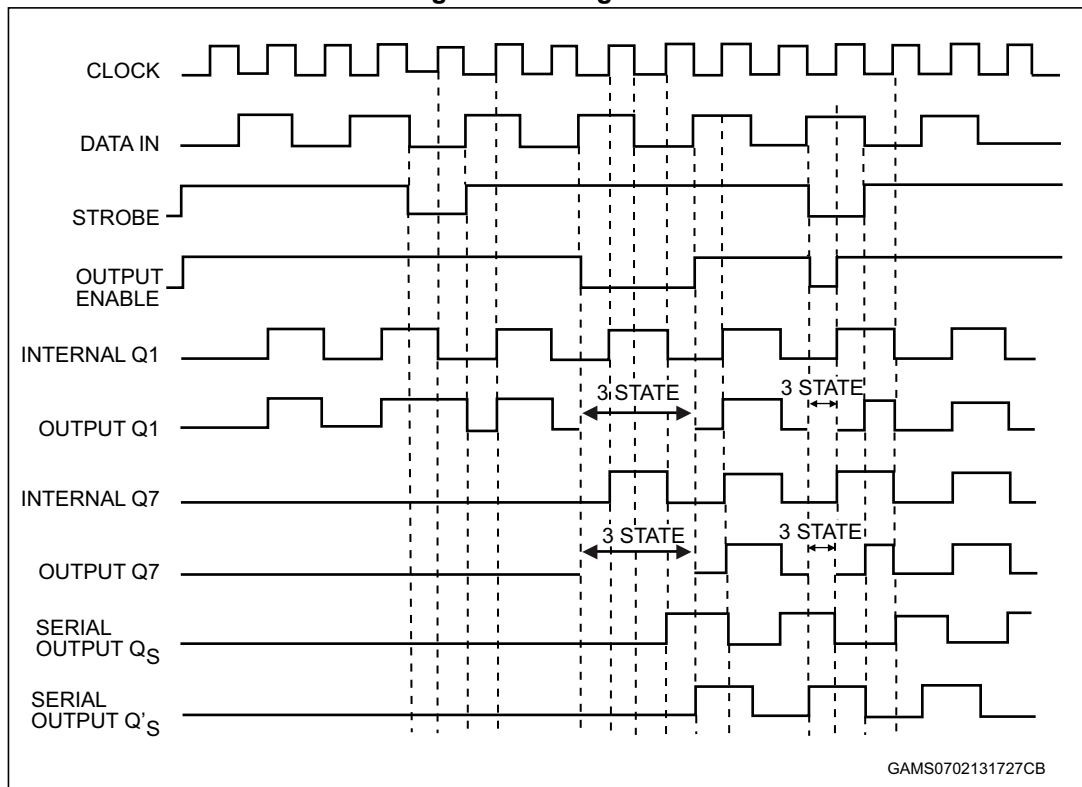 CLOCK
DATA IN
STROBE
OUTPUT
ENABLE
INTERNAL Q1
3 STATE 3 STATE
OUTPUT Q1
INTERNAL Q7
3 STATE 3 STATE
OUTPUT Q7
SERIAL
OUTPUT QS
SERIAL
OUTPUT Q'S
GAMS0702131727CB